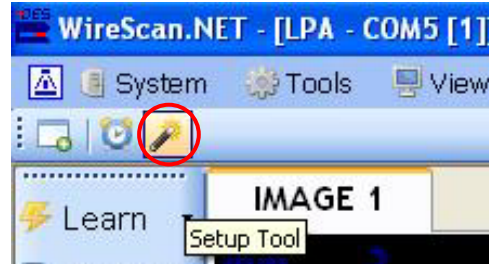 WireScan.NET - [LPA - COM5 [1]]
System Tools View
Learn
IMAGE 1
Setup Tool